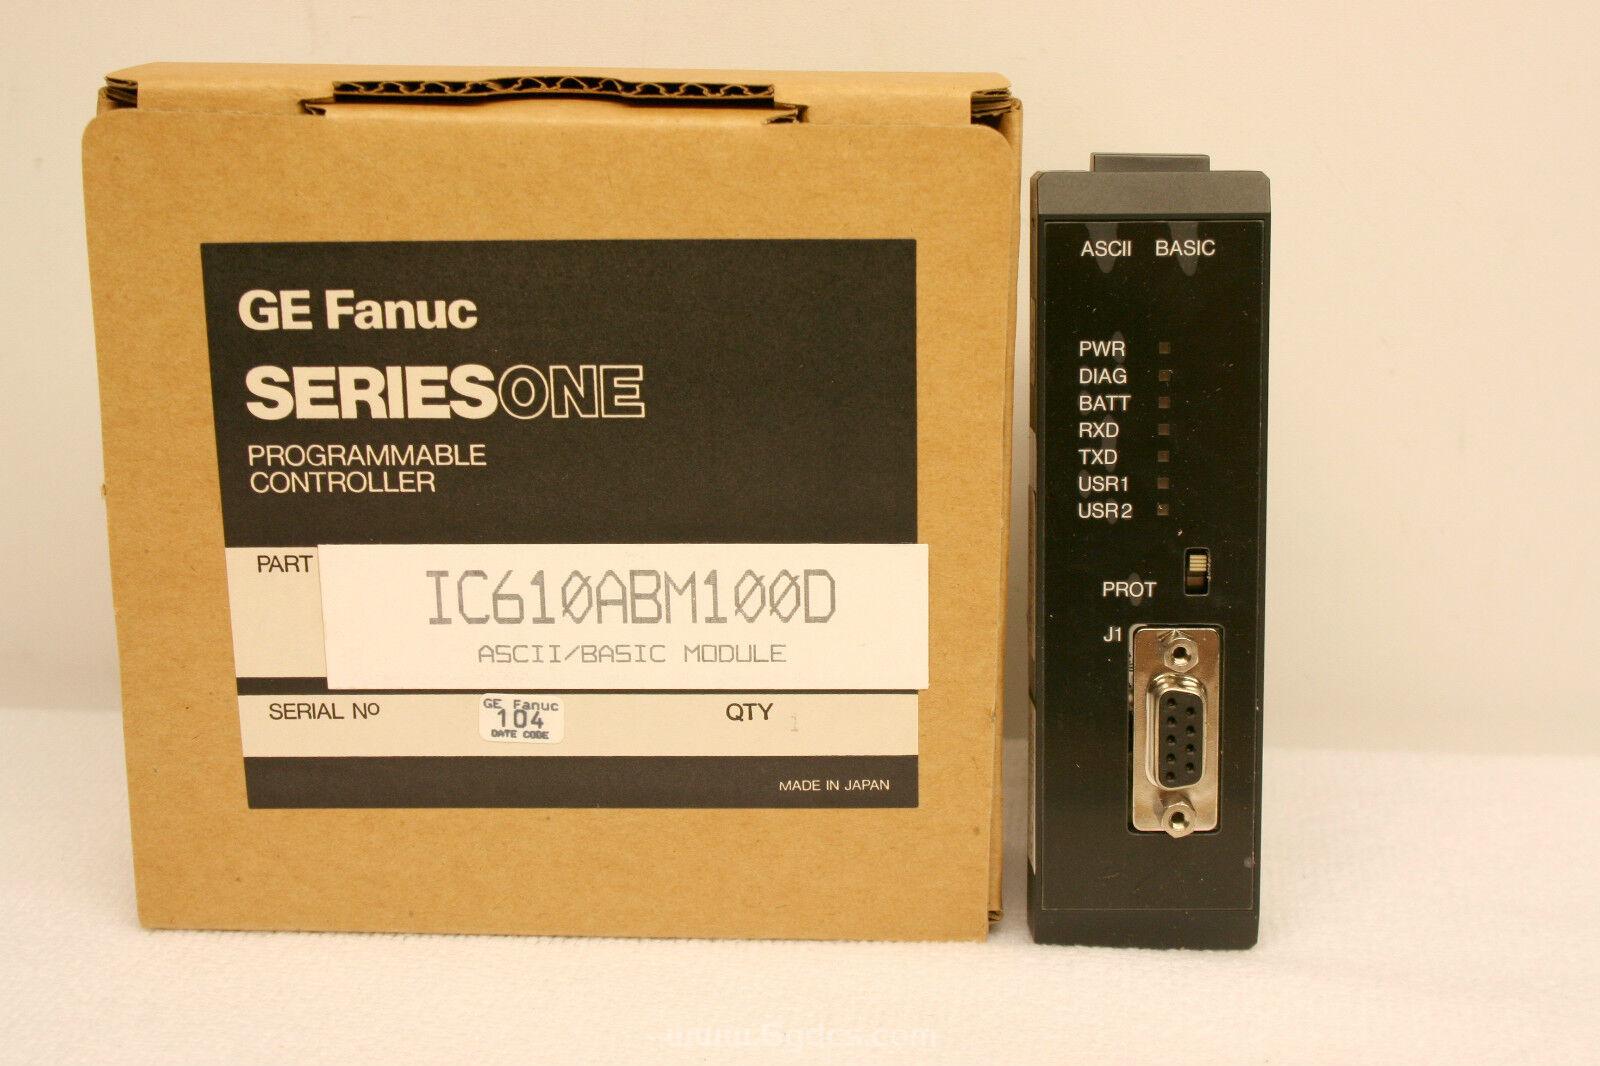 GE Fanuc
SERIESONE
PROGRAMMABLE
CONTROLLER
PART
IC610ABM100D
ASCII/BASIC MODULE
SERIAL NO
GE Fanuc
104
DATE CODE
QTY
1
MADE IN JAPAN
ASCII BASIC
PWR
DIAG
BATT
RXD
TXD
USR1
USR2
PROT
J1